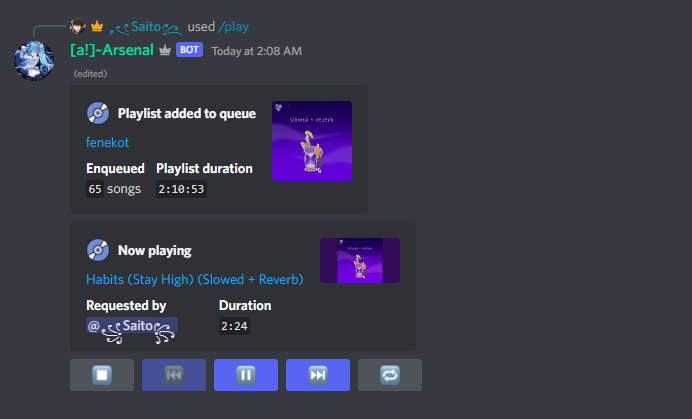 Saito used /play
[a!]~Arsenal BOT Today at 2:08 AM
(edited)
Playlist added to queue
slowed + reverb
fenekot
Enqueued Playlist duration
65 songs 2:10:53
Now playing
Habits (Stay High) (Slowed + Reverb)
Requested by Duration
@Saito 2:24